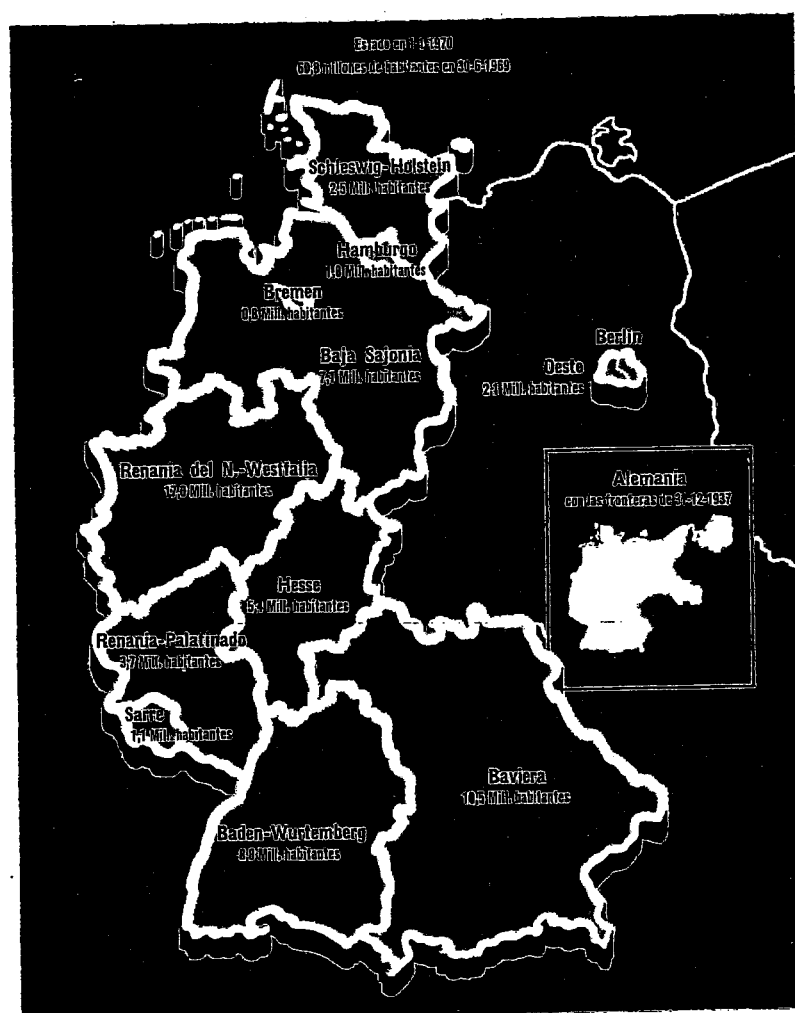 Estado en 1-1-1970
60,8 millones de habitantes en 30-6-1969
Schleswig-Holstein
2,5 Mill. habitantes
Hamburgo
1,8 Mill. habitantes
Bremen
0,8 Mill. habitantes
Baja Sajonia
7,1 Mill. habitantes
Berlin
Oeste
2,1 Mill. habitantes
Renania del N.-Westfalia
Mill. habitantes
Alemania
con las fronteras de 31-12-1937
Hesse
5,4 Mill. habitantes
Renania-Palatinado
3,7 Mill. habitantes
Sarre
1,1 Mill. habitantes
Baviera
10,5 Mill. habitantes
Baden-Wurtemberg
8,9 Mill. habitantes